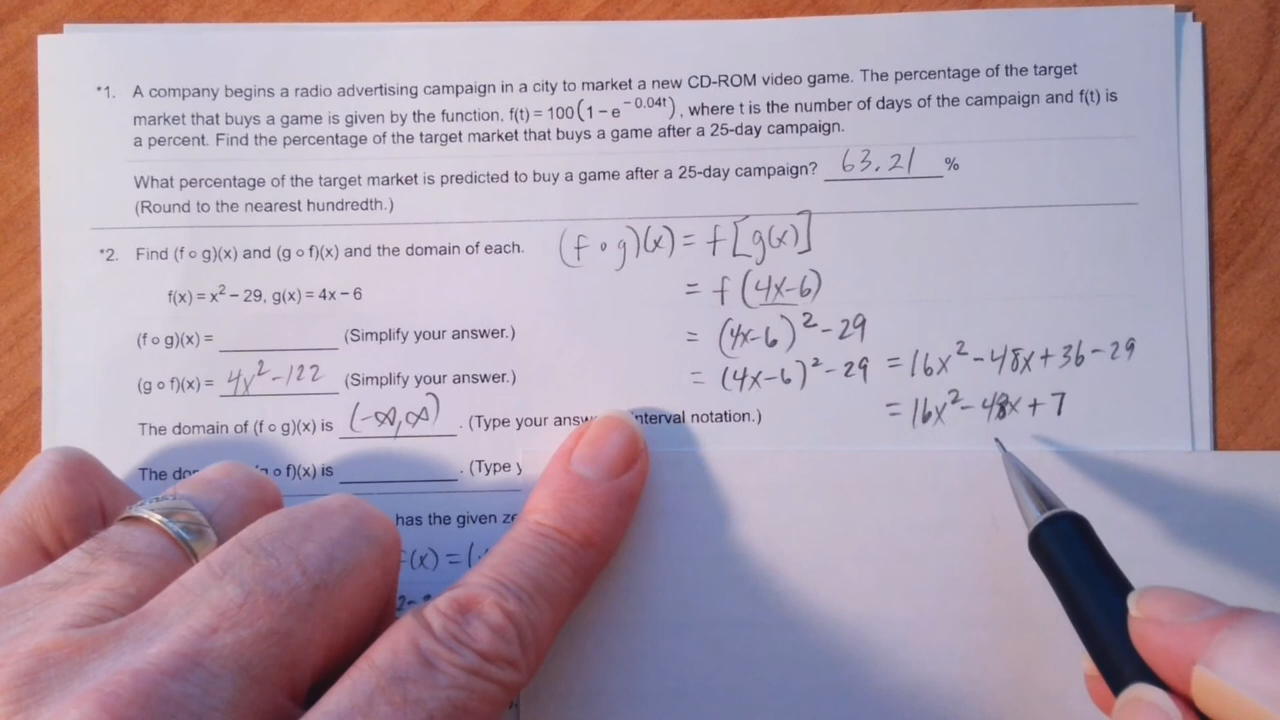 *1. A company begins a radio advertising campaign in a city to market a new CD-ROM video game. The percentage of the target
market that buys a game is given by the function, f(t) = 100(1 − e^−0.04t), where t is the number of days of the campaign and f(t) is
a percent. Find the percentage of the target market that buys a game after a 25-day campaign.
What percentage of the target market is predicted to buy a game after a 25-day campaign? 63.21 %
(Round to the nearest hundredth.)
*2. Find (f o g)(x) and (g o f)(x) and the domain of each.
(f o g)(x) = f[g(x)]
f(x) = x² − 29, g(x) = 4x − 6
= f(4x-6)
(f o g)(x) = ________ (Simplify your answer.)
= (4x-6)² - 29
(g o f)(x) = 4x² - 122 (Simplify your answer.)
= (4x-6)² - 29 = 16x² - 48x + 36 - 29
The domain of (f o g)(x) is (-∞, ∞). (Type your interval notation.)
= 16x² - 48x + 7
The o f)(x) is ________. (Type
has the given
(x) = (